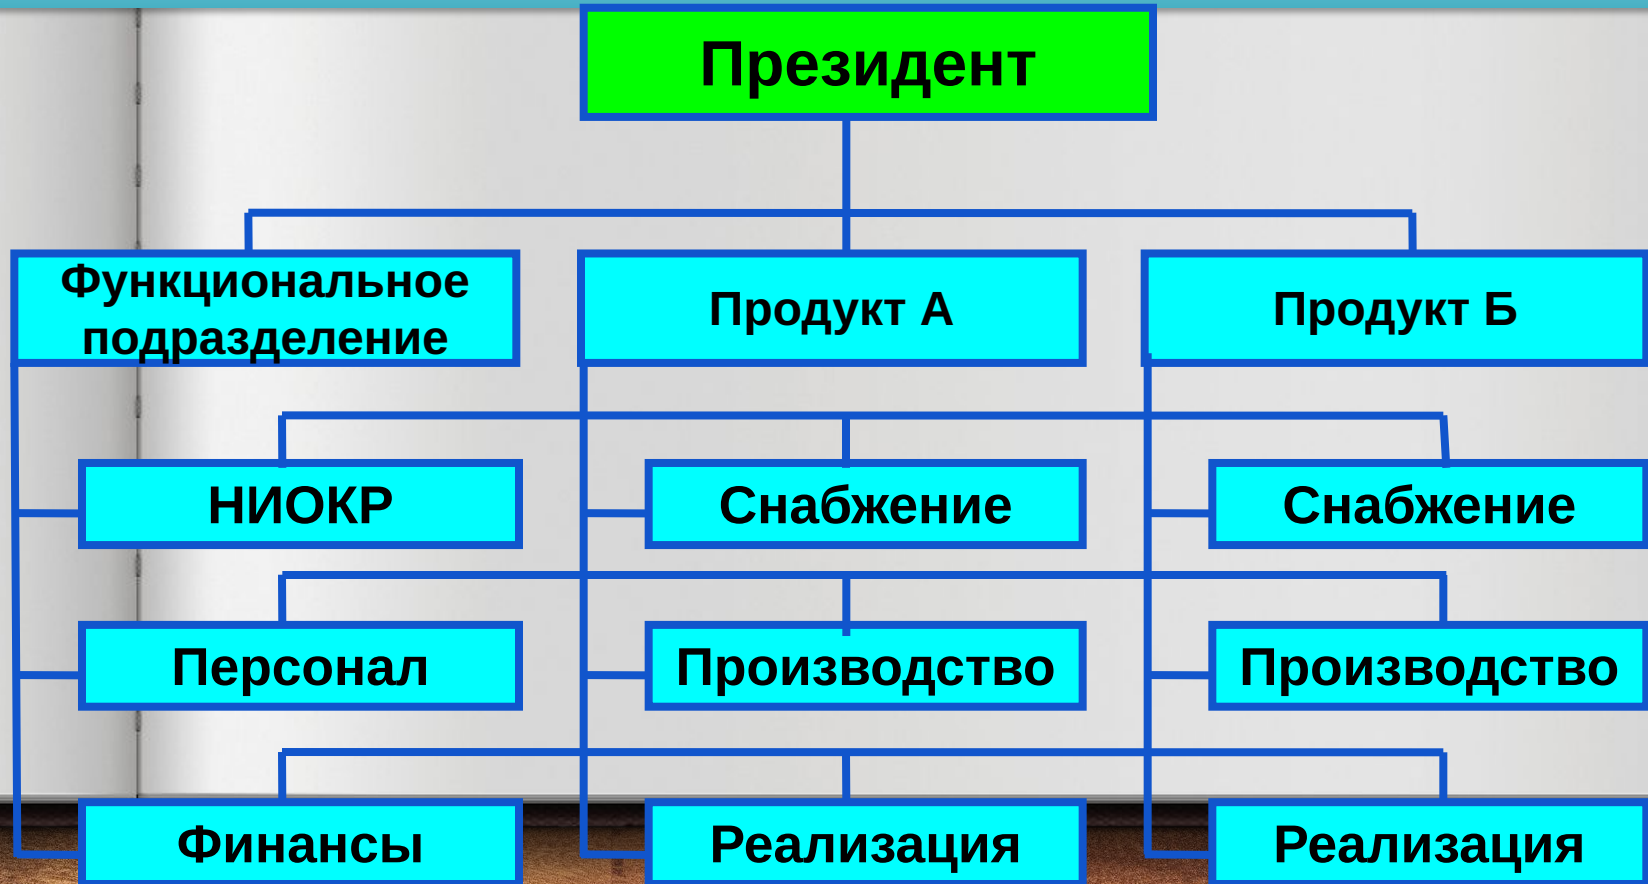 Президент
Функциональное
подразделение
Продукт А
Продукт Б
НИОКР
Снабжение
Снабжение
Персонал
Производство
Производство
Финансы
Реализация
Реализация